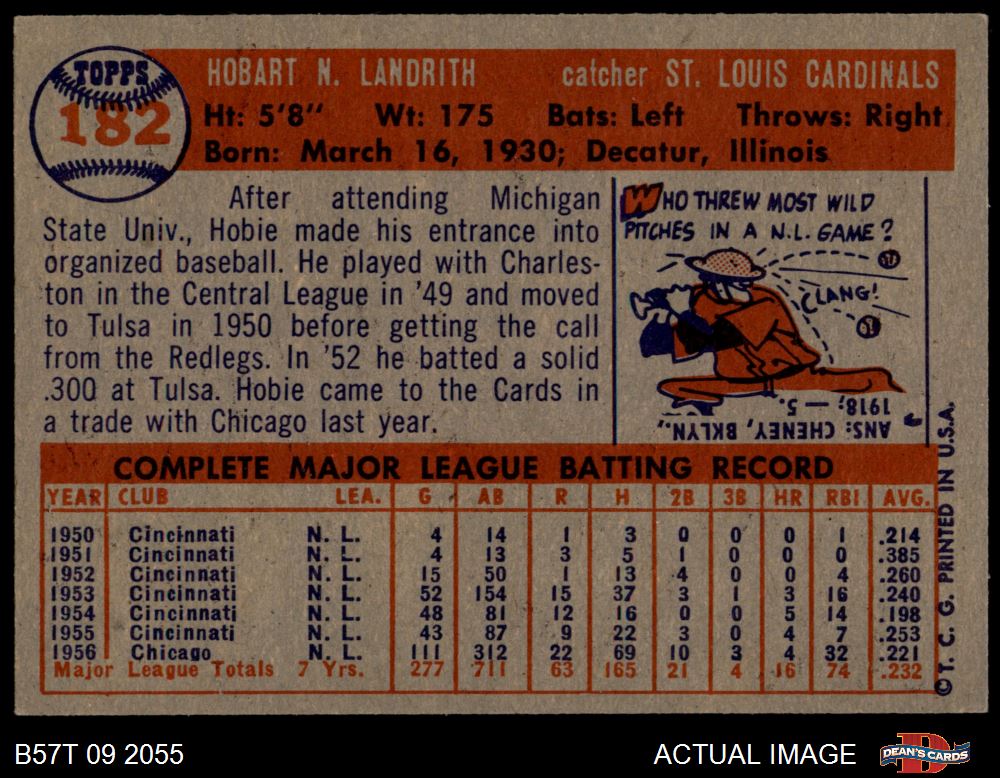 TOPPS
182
HOBART N. LANDRITH catcher ST. LOUIS CARDINALS
Ht: 5'8" Wt: 175 Bats: Left Throws: Right
Born: March 16, 1930; Decatur, Illinois
After attending Michigan
State Univ., Hobie made his entrance into
organized baseball. He played with Charles-
ton in the Central League in '49 and moved
to Tulsa in 1950 before getting the call
from the Redlegs. In '52 he batted a solid
.300 at Tulsa. Hobie came to the Cards in
a trade with Chicago last year.
WHO THREW MOST WILD
PITCHES IN A N.L. GAME?
CLANG!
ANS: CHENEY, BKLYN.,
1918; — 5.
COMPLETE MAJOR LEAGUE BATTING RECORD
YEAR CLUB LEA. G AB R H 2B 3B HR RBI AVG.
1950 Cincinnati N. L. 4 14 1 3 0 0 0 1 .214
1951 Cincinnati N. L. 4 13 3 5 1 0 0 0 .385
1952 Cincinnati N. L. 15 50 1 13 4 0 0 4 .260
1953 Cincinnati N. L. 52 154 15 37 3 1 3 16 .240
1954 Cincinnati N. L. 48 81 12 16 0 0 5 14 .198
1955 Cincinnati N. L. 43 87 9 22 3 0 4 7 .253
1956 Chicago N. L. 111 312 22 69 10 3 4 32 .221
Major League Totals 7 Yrs. 277 711 63 165 21 4 16 74 .232
©T. C. G. PRINTED IN U.S.A.
B57T 09 2055 ACTUAL IMAGE
DEAN'S CARDS